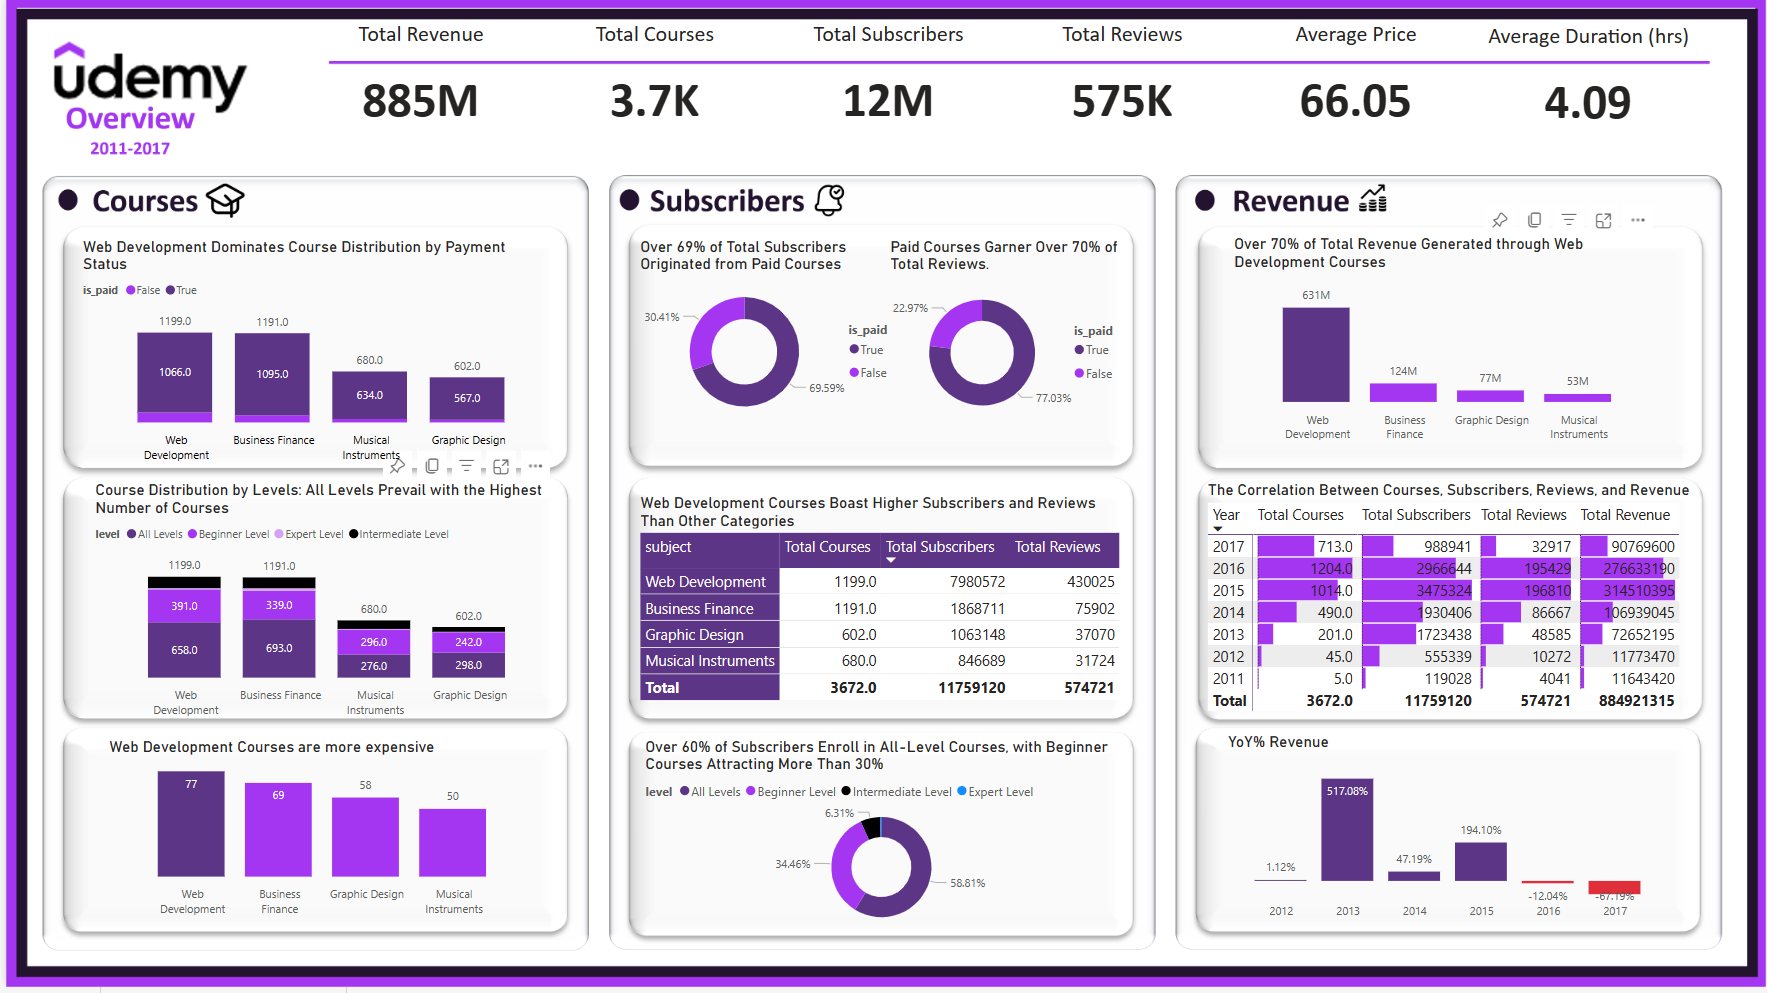 Total Revenue
Total Courses
Total Subscribers
Total Reviews
Average Price
Average Duration (hrs)
885M
3.7K
12M
575K
66.05
4.09
udemy
Overview
2011-2017
Courses
Web Development Dominates Course Distribution by Payment
Status
is_paid False True
1199.0
1191.0
680.0
602.0
1066.0
1095.0
634.0
567.0
Web
Development
Business Finance
Musical
Instruments
Graphic Design
Course Distribution by Levels: All Levels Prevail with the Highest
Number of Courses
level All Levels Beginner Level Expert Level Intermediate Level
1199.0
1191.0
680.0
602.0
391.0
339.0
296.0
242.0
658.0
693.0
276.0
298.0
Web
Development
Business Finance
Musical
Instruments
Graphic Design
Web Development Courses are more expensive
77
69
58
50
Web
Development
Business
Finance
Graphic Design
Musical
Instruments
Subscribers
Over 69% of Total Subscribers
Originated from Paid Courses
30.41%
69.59%
is_paid
True
False
Paid Courses Garner Over 70% of
Total Reviews.
22.97%
77.03%
is_paid
True
False
Web Development Courses Boast Higher Subscribers and Reviews
Than Other Categories
subject Total Courses Total Subscribers Total Reviews
Web Development 1199.0 7980572 430025
Business Finance 1191.0 1868711 75902
Graphic Design 602.0 1063148 37070
Musical Instruments 680.0 846689 31724
Total 3672.0 11759120 574721
Over 60% of Subscribers Enroll in All-Level Courses, with Beginner
Courses Attracting More Than 30%
level All Levels Beginner Level Intermediate Level Expert Level
6.31%
34.46%
58.81%
Revenue
Over 70% of Total Revenue Generated through Web
Development Courses
631M
124M
77M
53M
Web
Development
Business
Finance
Graphic Design
Musical
Instruments
The Correlation Between Courses, Subscribers, Reviews, and Revenue
Year Total Courses Total Subscribers Total Reviews Total Revenue
2017 713.0 988941 32917 90769600
2016 1204.0 2966644 195429 276633190
2015 1014.0 3475324 196810 314510395
2014 490.0 1930406 86667 106939045
2013 201.0 1723438 48585 72652195
2012 45.0 555339 10272 11773470
2011 5.0 119028 4041 11643420
Total 3672.0 11759120 574721 884921315
YoY% Revenue
1.12%
517.08%
47.19%
194.10%
-12.04%
-67.19%
2012
2013
2014
2015
2016
2017